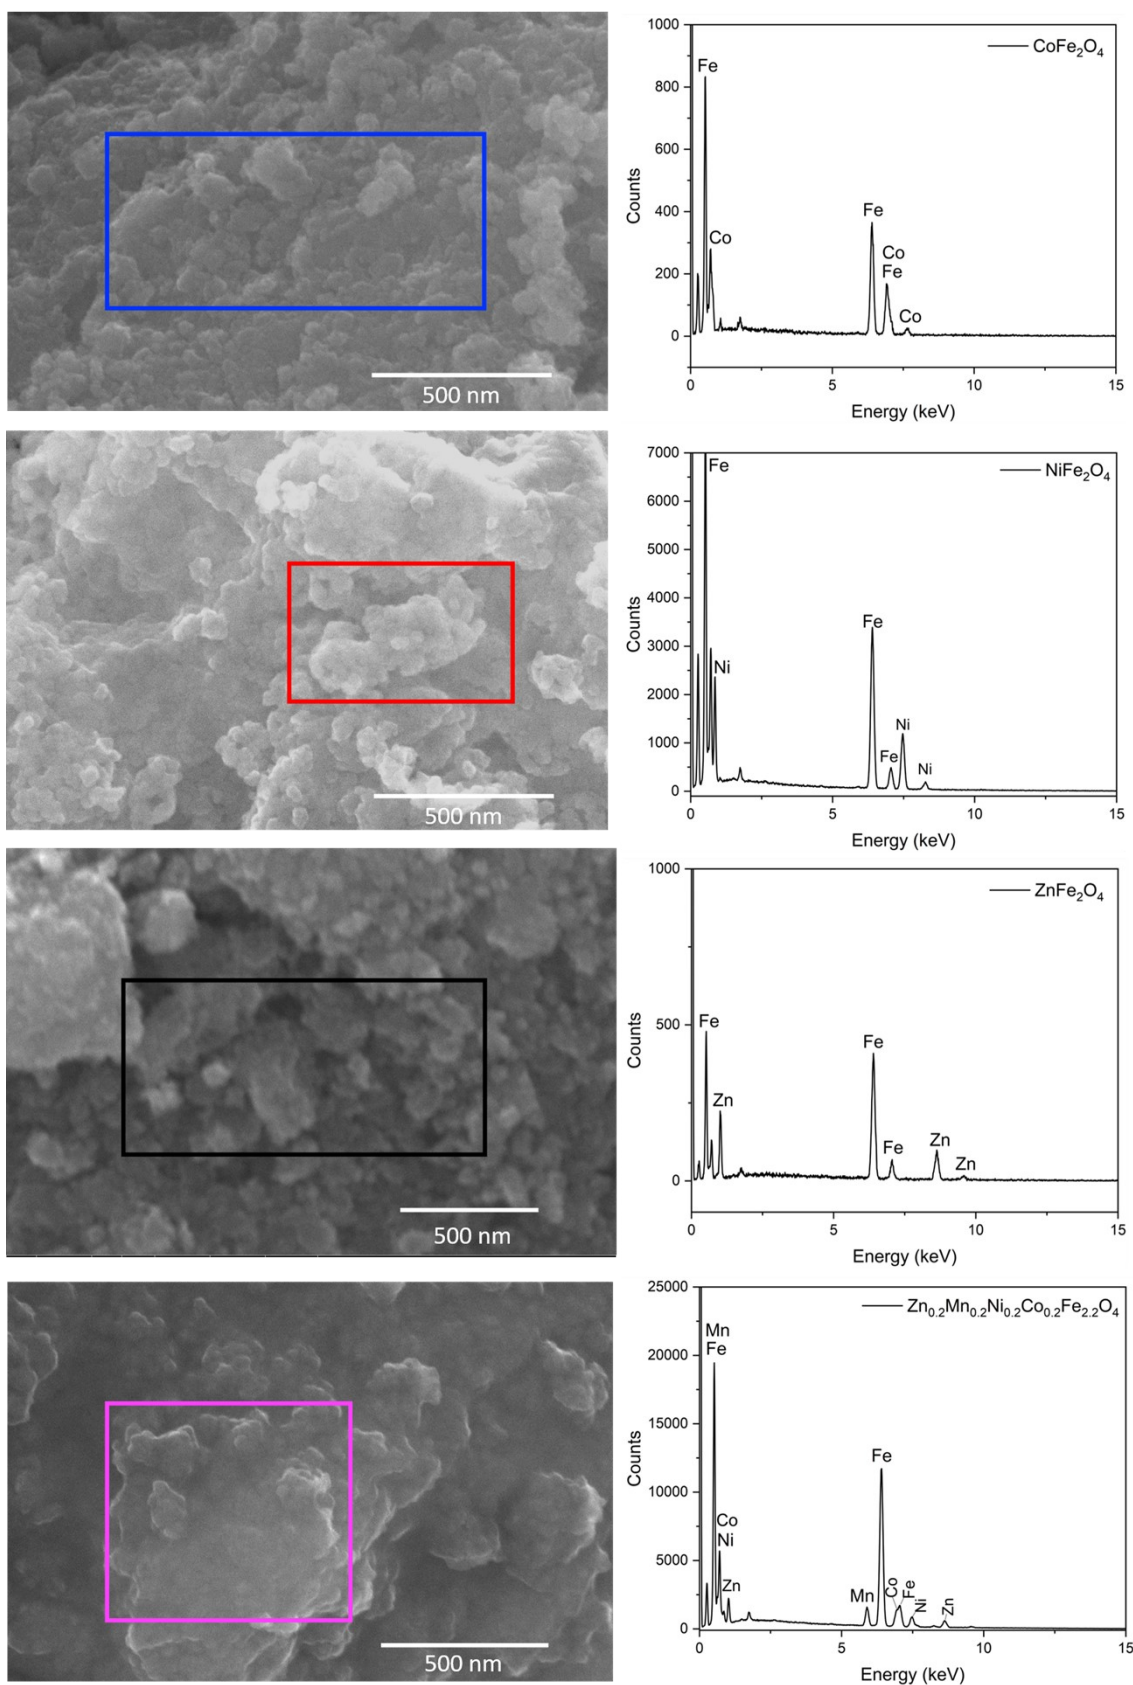 500 nm
CoFe2O4
1000
800
600
400
200
0
Counts
Fe
Co
Fe
Co
Fe
Co
0
5
10
15
Energy (keV)
500 nm
NiFe2O4
7000
6000
5000
4000
3000
2000
1000
0
Counts
Fe
Ni
Fe
Fe
Ni
Ni
0
5
10
15
Energy (keV)
500 nm
ZnFe2O4
1000
500
0
Counts
Fe
Zn
Fe
Fe
Zn
Zn
0
5
10
15
Energy (keV)
500 nm
Zn0.2Mn0.2Ni0.2Co0.2Fe2.2O4
25000
20000
15000
10000
5000
0
Counts
Mn
Fe
Co
Ni
Zn
Mn
Fe
Co
Fe
Ni
Zn
0
5
10
15
Energy (keV)